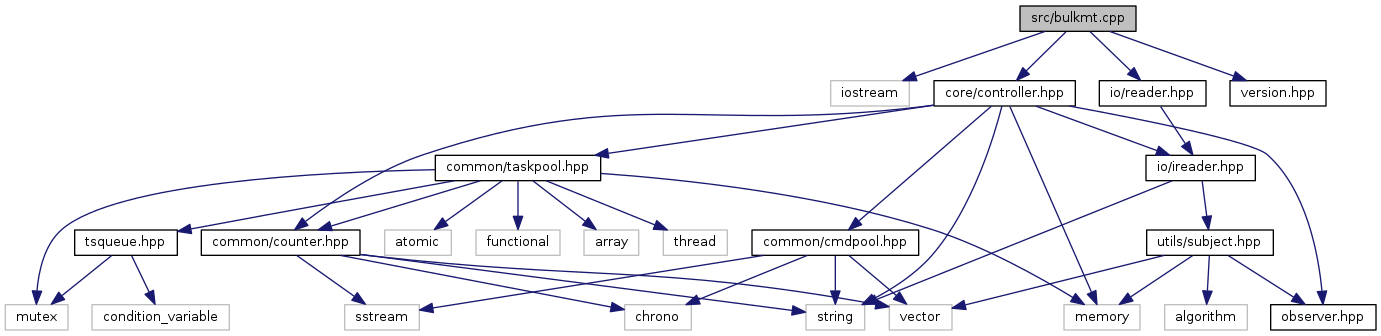 src/bulkmt.cpp
iostream
core/controller.hpp
io/reader.hpp
version.hpp
common/taskpool.hpp
io/ireader.hpp
tsqueue.hpp
common/counter.hpp
atomic
functional
array
thread
common/cmdpool.hpp
utils/subject.hpp
mutex
condition_variable
sstream
chrono
string
vector
memory
algorithm
observer.hpp